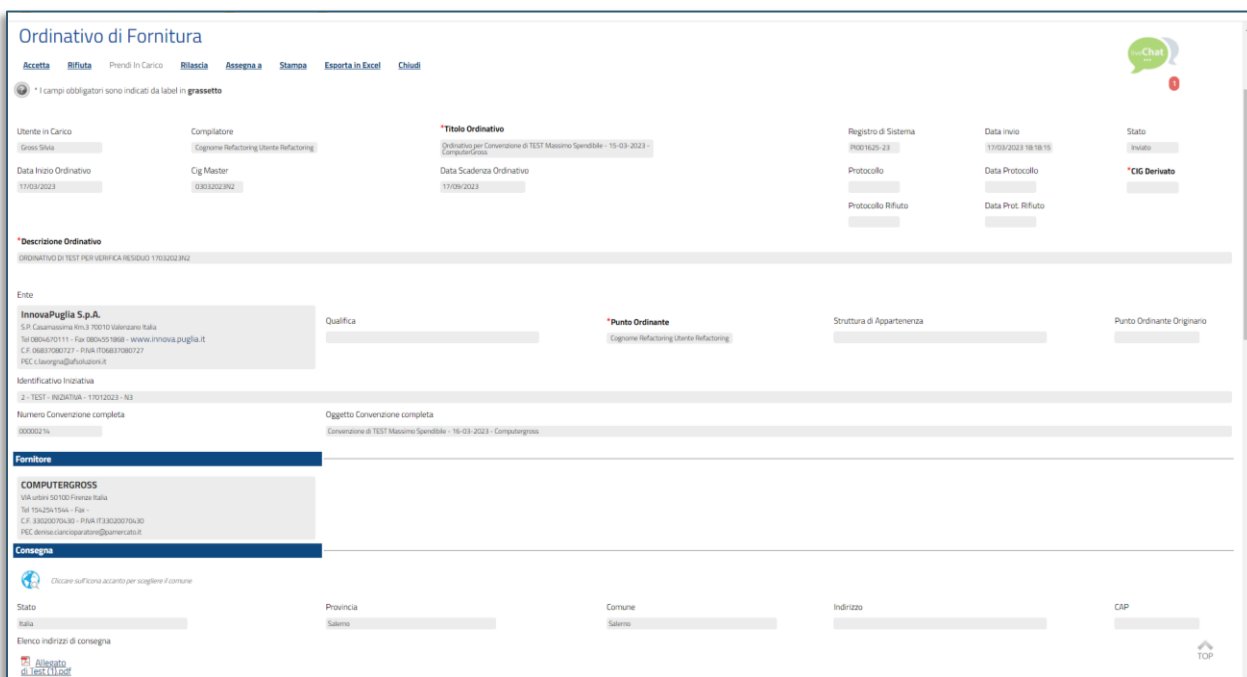 Ordinativo di Fornitura
Accetta Rifiuta Prendi In Carico Rilascia Assegna a Stampa Esporta in Excel Chiudi
Chat
1
* I campi obbligatori sono indicati da label in grassetto
Utente in Carico Compilatore *Titolo Ordinativo Registro di Sistema Data invio Stato
Gross Silvia Cognome Refactoring Utente Refactoring Ordinativo per Convenzione di TEST Massimo Spendibile - 15-03-2023 - ComputerGross PI001625-23 17/03/2023 18:18:15 Inviato
Data Inizio Ordinativo Cig Master Data Scadenza Ordinativo Protocollo Data Protocollo *CIG Derivato
17/03/2023 03032023N2 17/09/2023
Protocollo Rifiuto Data Prot. Rifiuto
*Descrizione Ordinativo
ORDINATIVO DI TEST PER VERIFICA RESIDUO 17032023N2
Ente
InnovaPuglia S.p.A.
S.P. Casamassima Km.3 70010 Valenzano Italia
Tel 0804670111 - Fax 0804551868 - www.innova.puglia.it
C.F. 06837080727 - P.IVA IT06837080727
PEC c.lavorgna@afsoluzioni.it
Qualifica *Punto Ordinante Struttura di Appartenenza Punto Ordinante Originario
Cognome Refactoring Utente Refactoring
Identificativo Iniziativa
2 - TEST - INIZIATIVA - 17012023 - N3
Numero Convenzione completa Oggetto Convenzione completa
00000214 Convenzione di TEST Massimo Spendibile - 16-03-2023 - Computergross
Fornitore
COMPUTERGROSS
VIA urbini 50100 Firenze Italia
Tel 1542541544 - Fax -
C.F. 33020070430 - P.IVA IT33020070430
PEC denise.ciancioparatore@pamercato.it
Consegna
Cliccare sull'icona accanto per scegliere il comune
Stato Provincia Comune Indirizzo CAP
Italia Salerno Salerno
Elenco indirizzi di consegna
Allegato
di Test (1).pdf
TOP